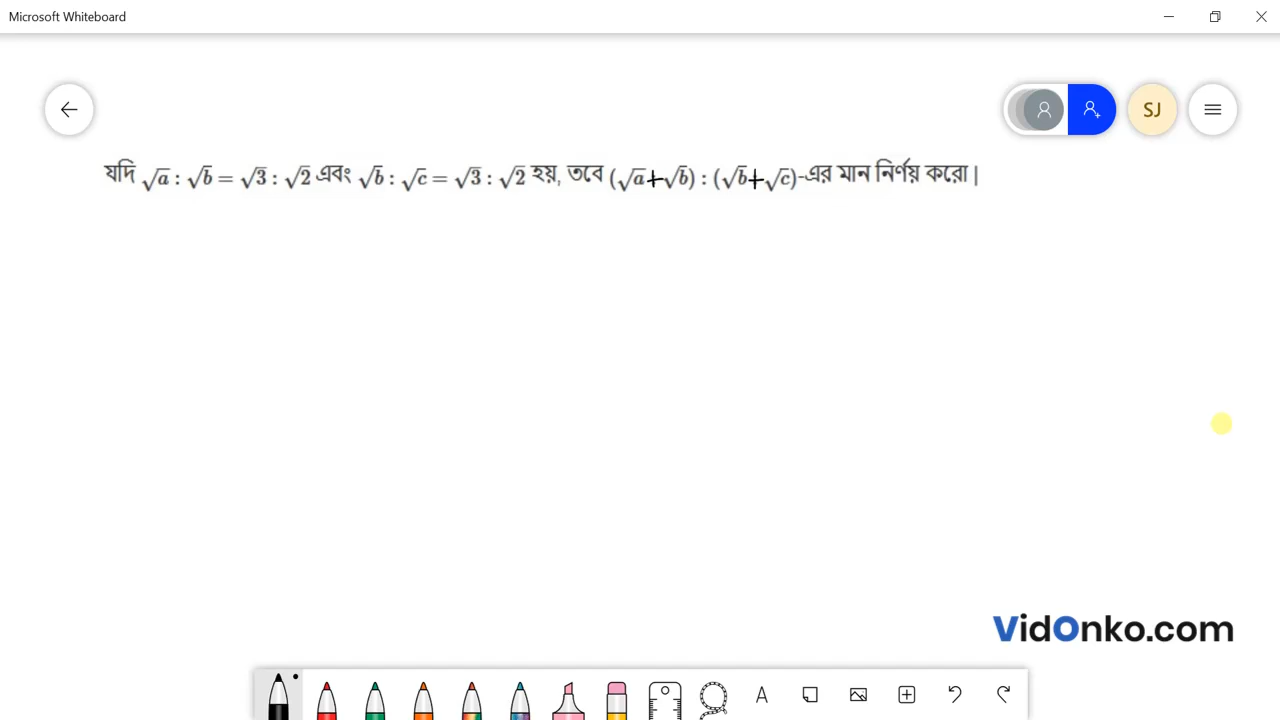 Microsoft Whiteboard
SJ
যদি √a : √b = √3 : √2 এবং √b : √c = √3 : √2 হয়, তবে (√a+√b) : (√b+√c)-এর মান নির্ণয় করো |
VidOnko.com
A